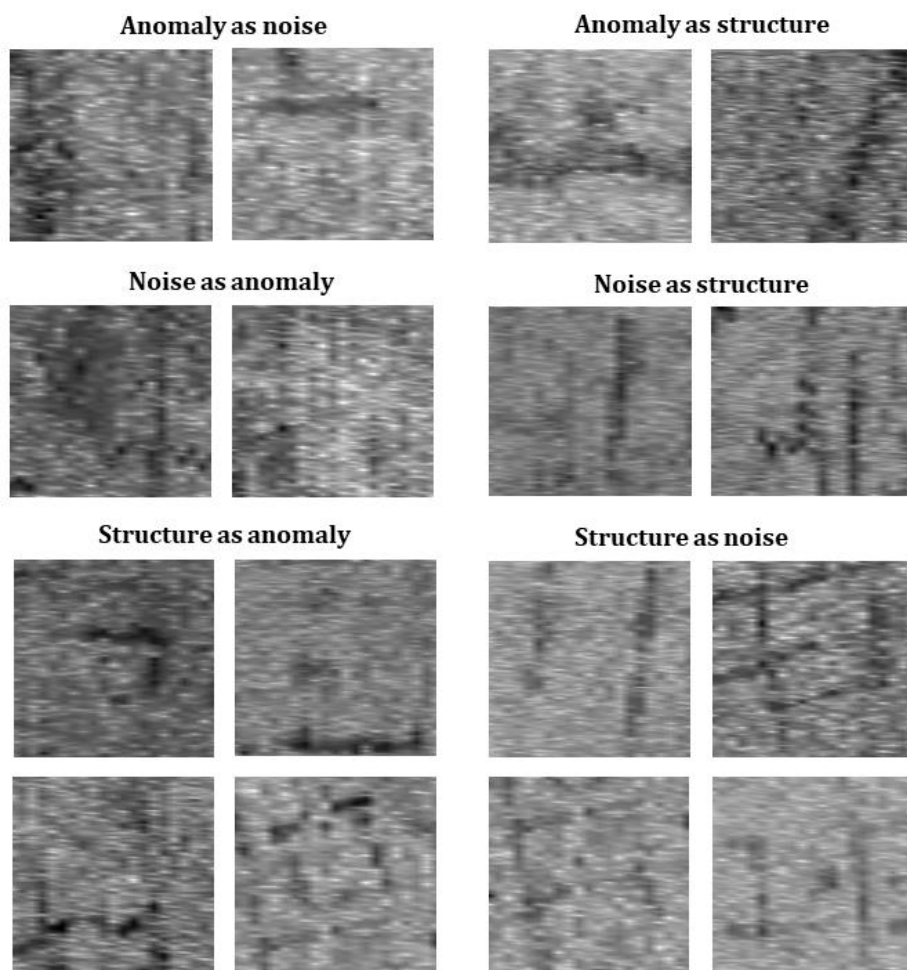 Anomaly as noise
Anomaly as structure
Noise as anomaly
Noise as structure
Structure as anomaly
Structure as noise